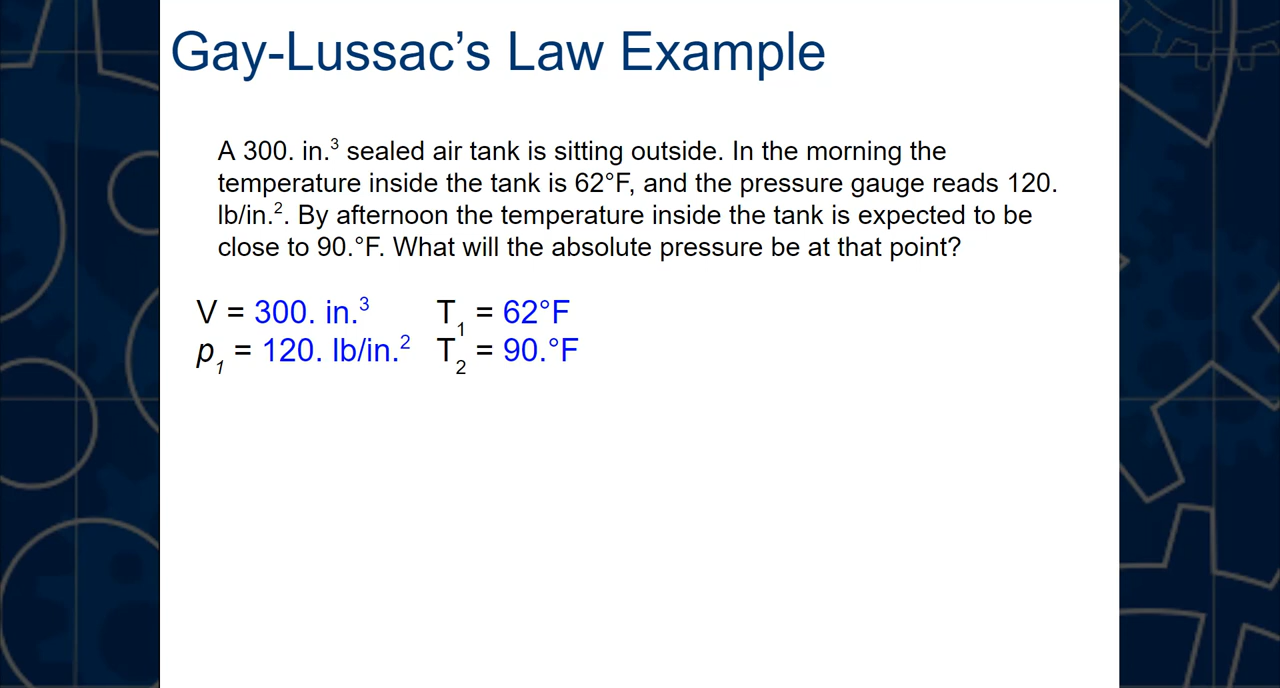 Gay-Lussac’s Law Example
A 300. in.³ sealed air tank is sitting outside. In the morning the
temperature inside the tank is 62°F, and the pressure gauge reads 120.
lb/in.². By afternoon the temperature inside the tank is expected to be
close to 90.°F. What will the absolute pressure be at that point?
V = 300. in.³ T₁ = 62°F
p₁ = 120. lb/in.² T₂ = 90.°F